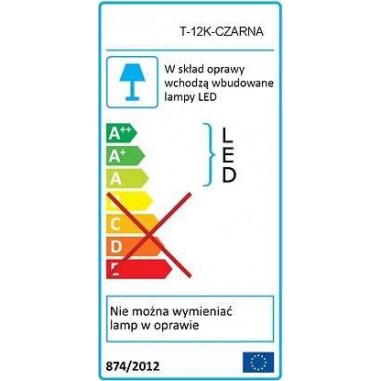 T-12K-CZARNA
W skład oprawy
wchodzą wbudowane
lampy LED
A++
A+
A
C
D
E
LED
Nie można wymieniać
lamp w oprawie
874/2012